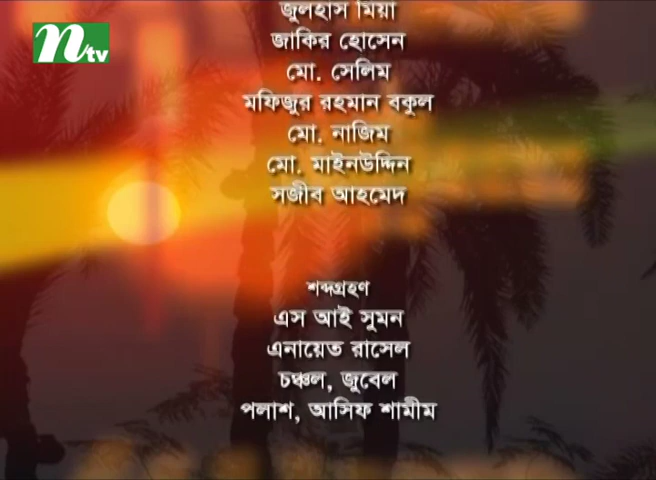 ntv
জুলহাস মিয়া
জাকির হোসেন
মো. সেলিম
মফিজুর রহমান বকুল
মো. নাজিম
মো. মাইনউদ্দিন
সজীব আহমেদ
শব্দগ্রহণ
এস আই সুমন
এনায়েত রাসেল
চঞ্চল, জুবেল
পলাশ, আসিফ শামীম